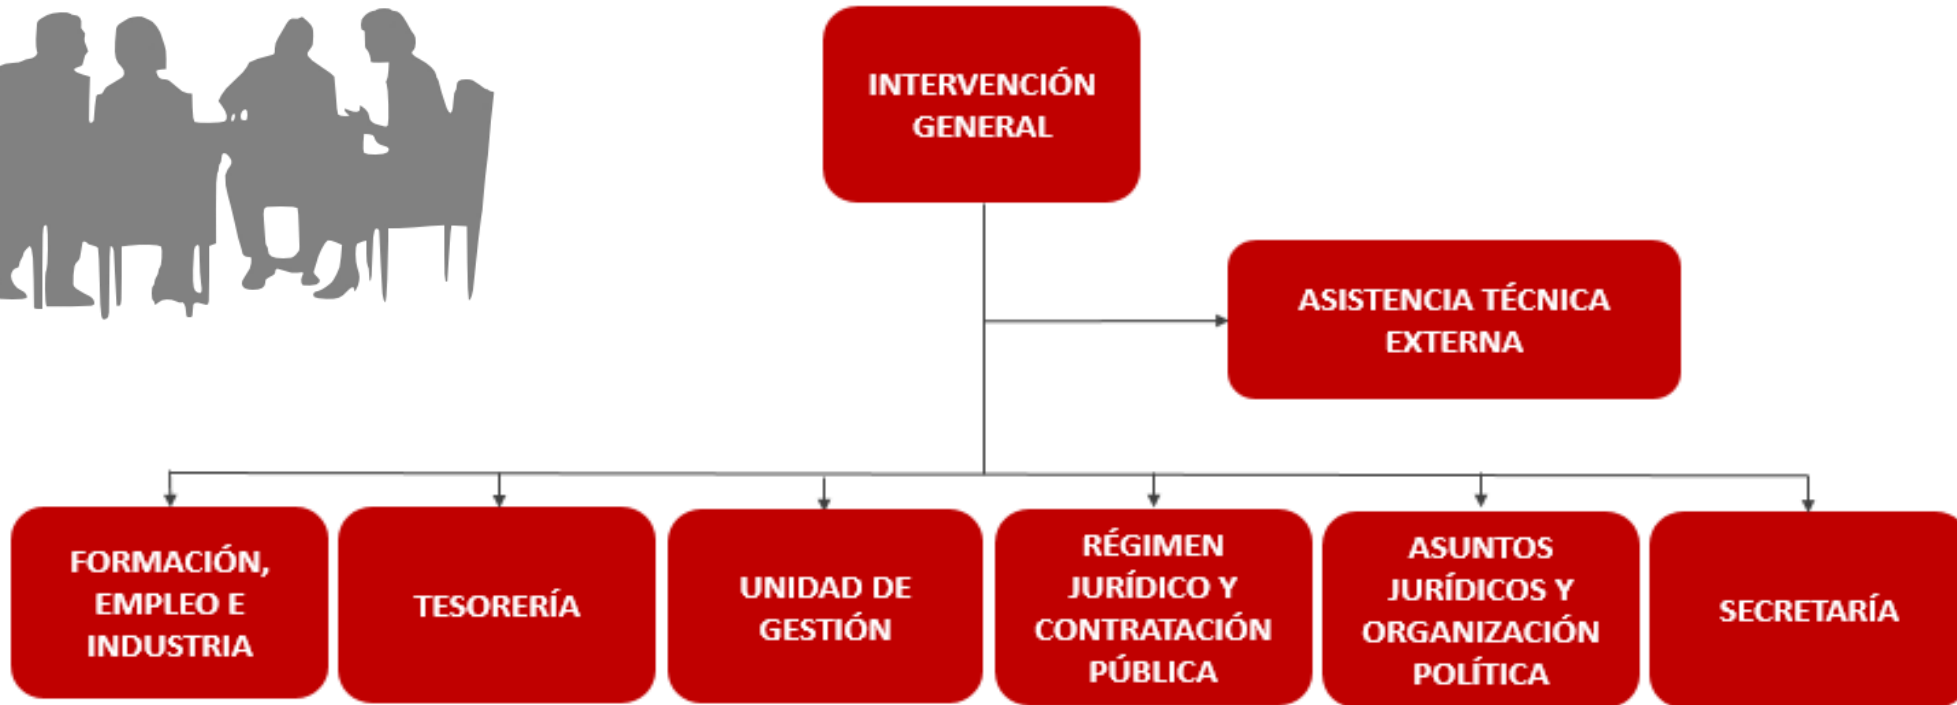 INTERVENCIÓN
GENERAL
ASISTENCIA TÉCNICA
EXTERNA
FORMACIÓN,
EMPLEO E
INDUSTRIA
TESORERÍA
UNIDAD DE
GESTIÓN
RÉGIMEN
JURÍDICO Y
CONTRATACIÓN
PÚBLICA
ASUNTOS
JURÍDICOS Y
ORGANIZACIÓN
POLÍTICA
SECRETARÍA